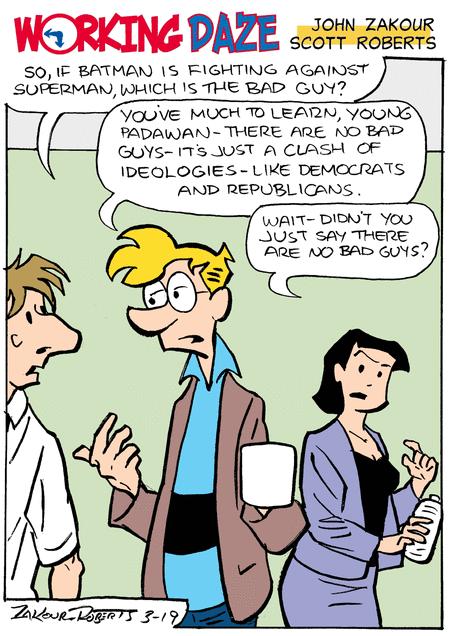 WORKING DAZE
JOHN ZAKOUR
SCOTT ROBERTS
SO, IF BATMAN IS FIGHTING AGAINST
SUPERMAN, WHICH IS THE BAD GUY?
YOU'VE MUCH TO LEARN, YOUNG
PADAWAN-THERE ARE NO BAD
GUYS-IT'S JUST A CLASH OF
IDEOLOGIES-LIKE DEMOCRATS
AND REPUBLICANS.
WAIT-DIDN'T YOU
JUST SAY THERE
ARE NO BAD GUYS?
ZAKOUR-ROBERTS 3-19